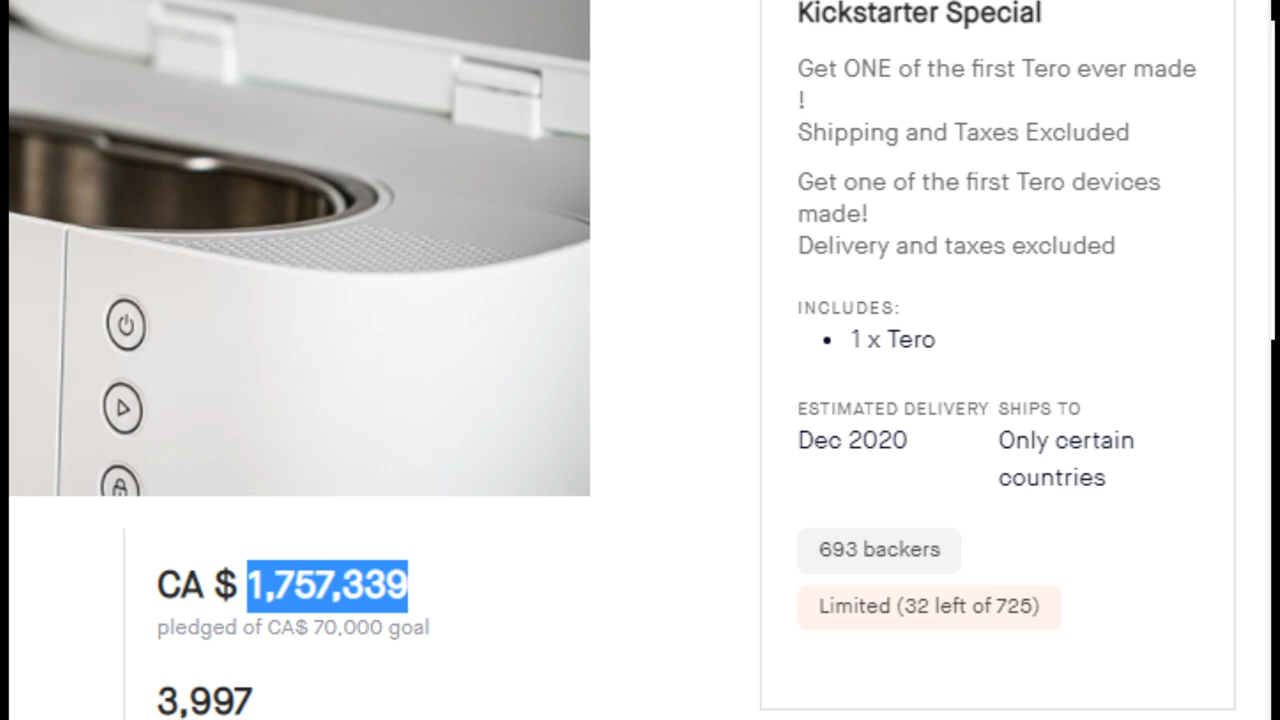 Kickstarter Special
Get ONE of the first Tero ever made
!
Shipping and Taxes Excluded
Get one of the first Tero devices
made!
Delivery and taxes excluded
INCLUDES:
• 1 x Tero
ESTIMATED DELIVERY SHIPS TO
Dec 2020 Only certain
countries
693 backers
Limited (32 left of 725)
CA $ 1,757,339
pledged of CA$ 70,000 goal
3,997